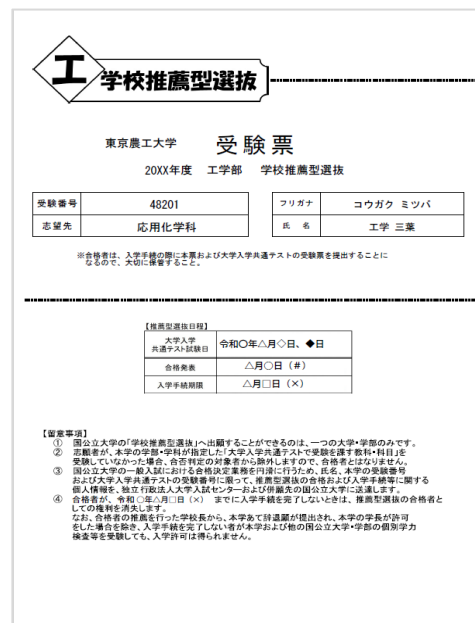 工 学校推薦型選抜
東京農工大学 受験票
20XX年度 工学部 学校推薦型選抜
受験番号 48201 フリガナ コウガク ミツバ
志望先 応用化学科 氏 名 工学 三葉
※合格者は、入学手続の際に本票および大学入学共通テストの受験票を提出することに
なるので、大切に保管すること。
【推薦型選抜日程】
大学入学
共通テスト試験日 令和〇年△月◇日、◆日
合格発表 △月〇日（＃）
入学手続期限 △月□日（×）
【留意事項】
① 国公立大学の「学校推薦型選抜」へ出願することができるのは、一つの大学・学部のみです。
② 志願者が、本学の学部・学科が指定した「大学入学共通テストで受験を課す教科・科目」を
受験していなかった場合、合否判定の対象者から除外しますので、合格者とはなりません。
③ 国公立大学の一般入試における合格決定業務を円滑に行うため、氏名、本学の受験番号
および大学入学共通テストの受験番号に限って、推薦型選抜の合格および入学手続等に関する
個人情報を、独立行政法人大学入試センターおよび併願先の国公立大学に送達します。
④ 合格者が、令和〇年△月□日（×） までに入学手続を完了しないときは、推薦型選抜の合格者と
しての権利を消失します。
なお、合格者の推薦を行った学校長から、本学あて辞退願が提出され、本学の学長が許可
をした場合を除き、入学手続を完了しない者が本学および他の国公立大学・学部の個別学力
検査等を受験しても、入学許可は得られません。